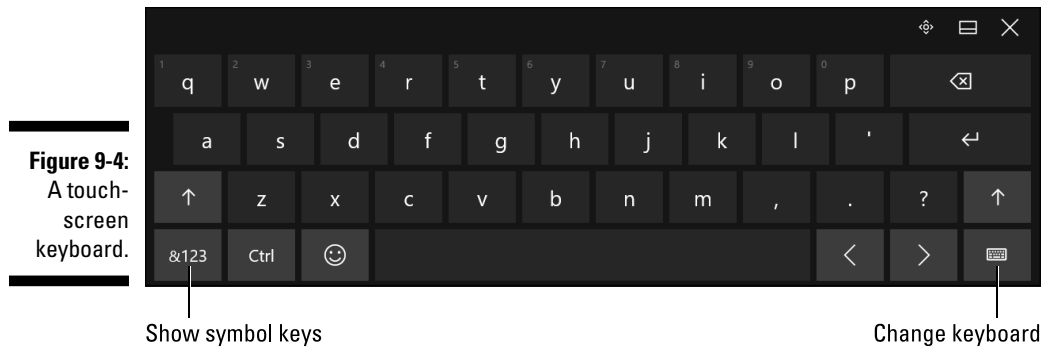 1 q 2 w 3 e 4 r 5 t 6 y 7 u 8 i 9 o 0 p
a s d f g h j k l '
z x c v b n m , . ?
&123 Ctrl
Figure 9-4:
A touch-
screen
keyboard.
Show symbol keys
Change keyboard